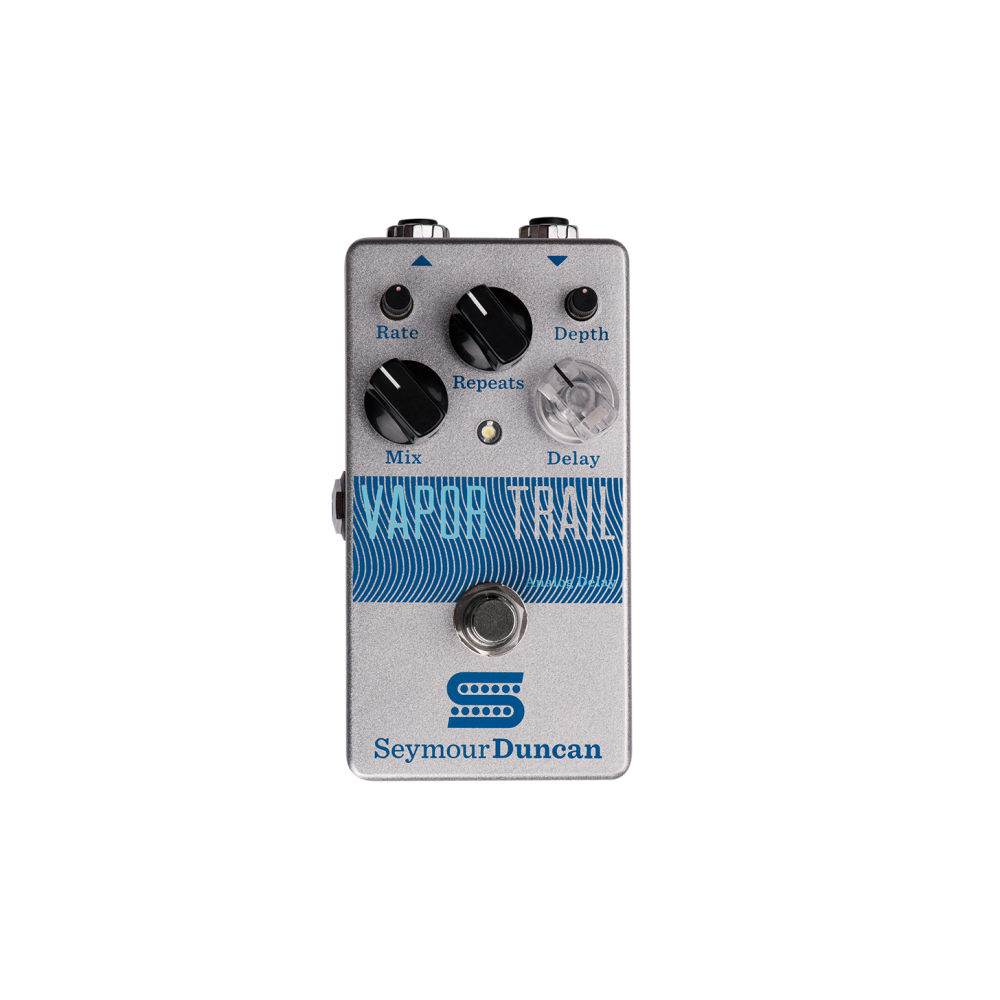 Rate
Depth
Repeats
Mix
Delay
VAPOR TRAIL
Analog Delay
SeymourDuncan